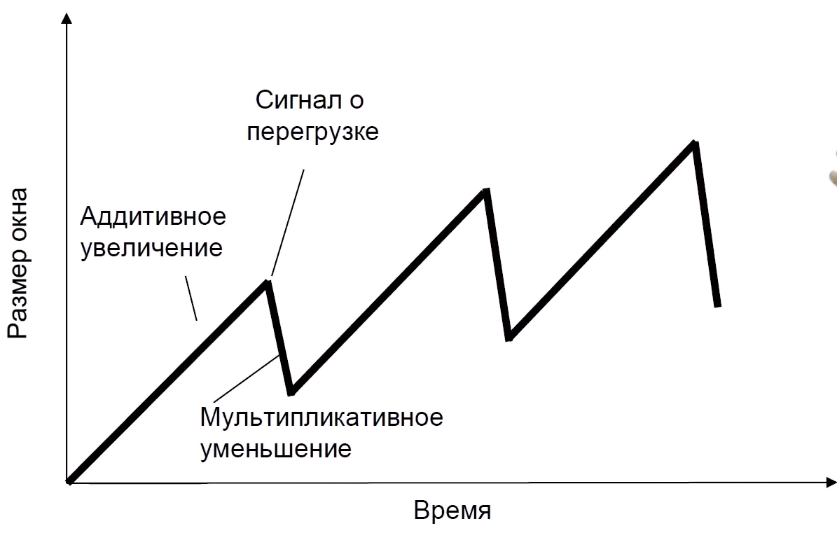 Сигнал о
перегрузке
Аддитивное
увеличение
Размер окна
Мультипликативное
уменьшение
Время